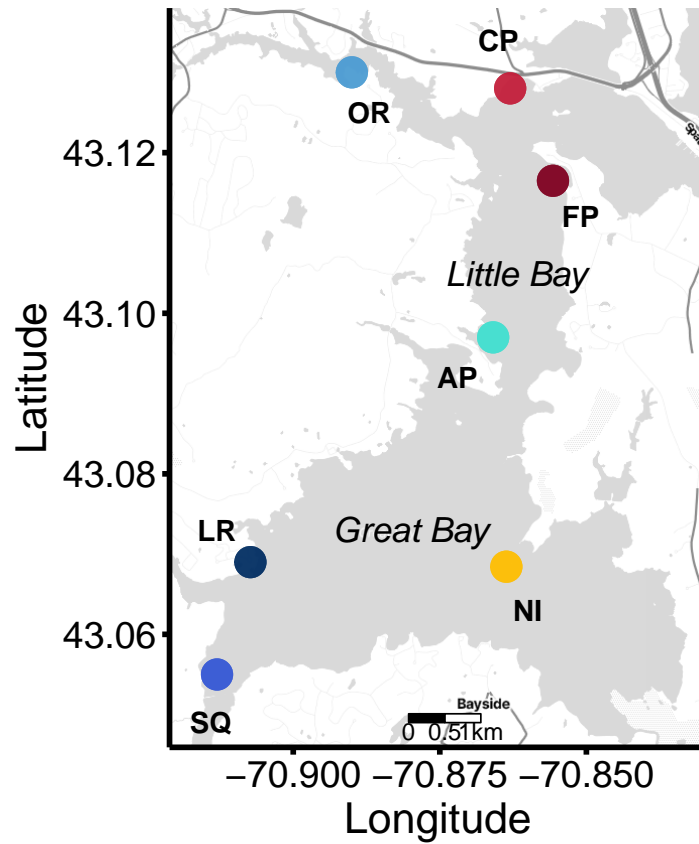 CP
OR
43.12
FP
Little Bay
43.10
AP
Latitude
43.08
LR
Great Bay
NI
43.06
SQ
Bayside
0 0.51km
−70.900 −70.875 −70.850
Longitude